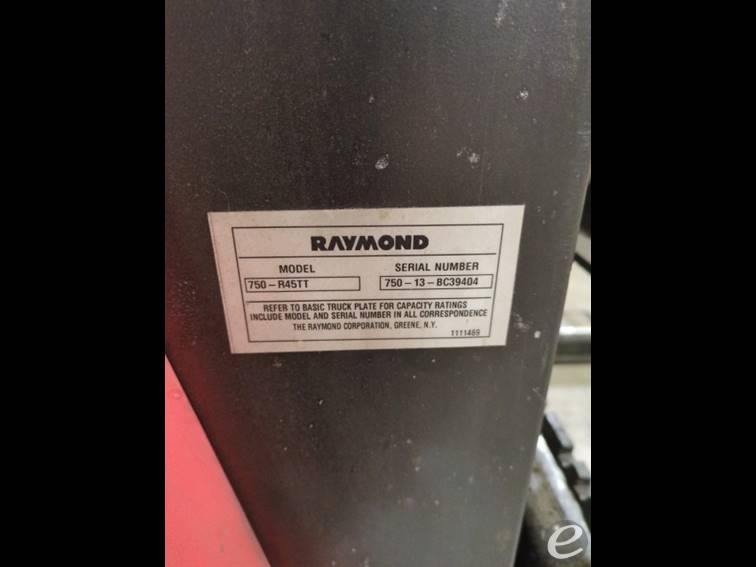 RAYMOND
MODEL SERIAL NUMBER
750-R45TT 750-13-BC39404
REFER TO BASIC TRUCK PLATE FOR CAPACITY RATINGS
INCLUDE MODEL AND SERIAL NUMBER IN ALL CORRESPONDENCE
THE RAYMOND CORPORATION, GREENE, N.Y.
1111469
e